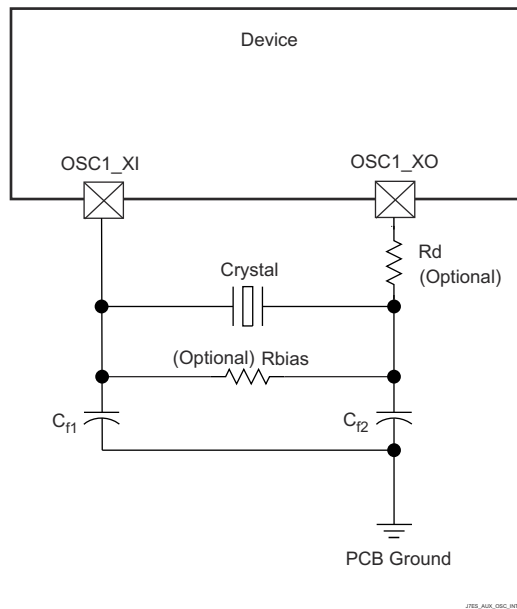 Device
OSC1_XI
OSC1_XO
Rd
(Optional)
Crystal
(Optional) Rbias
Cf1
Cf2
PCB Ground